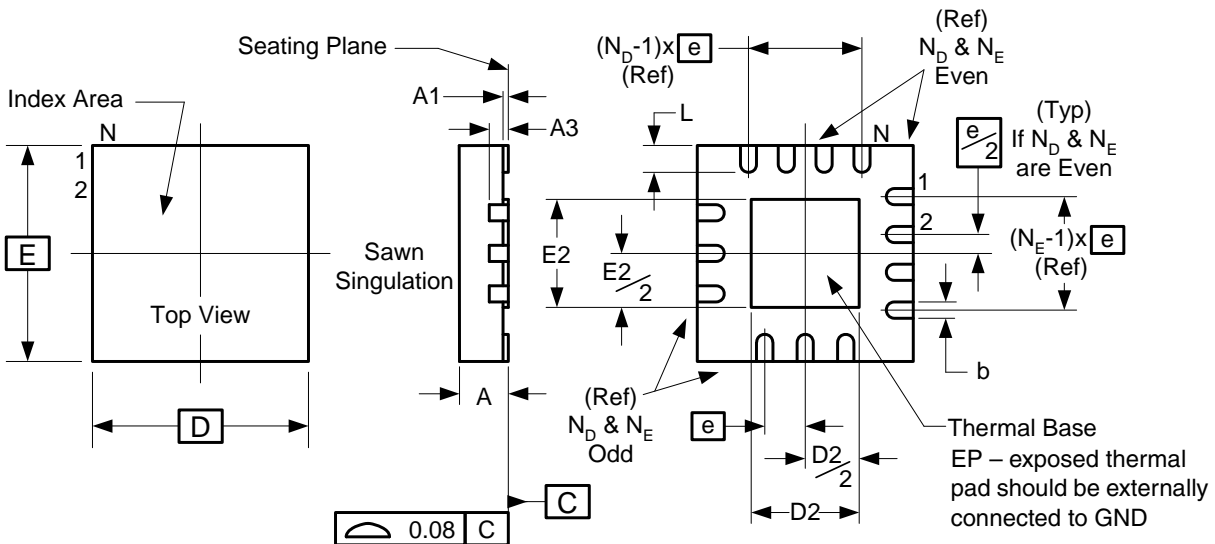 Seating Plane
Index Area
N
1
2
E
Top View
D
A1
A3
Sawn
Singulation
A
C
0.08 C
(N_D-1)x e
(Ref)
(Ref)
N_D & N_E
Even
L
N
e/2
(Typ)
If N_D & N_E
are Even
1
2
(N_E-1)x e
(Ref)
E2
E2/2
b
(Ref)
N_D & N_E
Odd
e
D2/2
D2
Thermal Base
EP – exposed thermal
pad should be externally
connected to GND